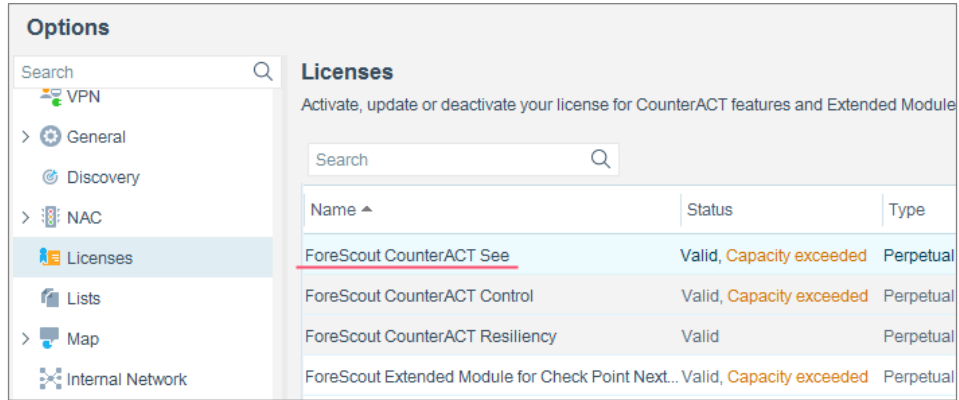 Options
Search
VPN
General
Discovery
NAC
Licenses
Lists
Map
Internal Network
Licenses
Activate, update or deactivate your license for CounterACT features and Extended Module
Search
Name Status Type
ForeScout CounterACT See Valid, Capacity exceeded Perpetual
ForeScout CounterACT Control Valid, Capacity exceeded Perpetual
ForeScout CounterACT Resiliency Valid Perpetual
ForeScout Extended Module for Check Point Next... Valid, Capacity exceeded Perpetual